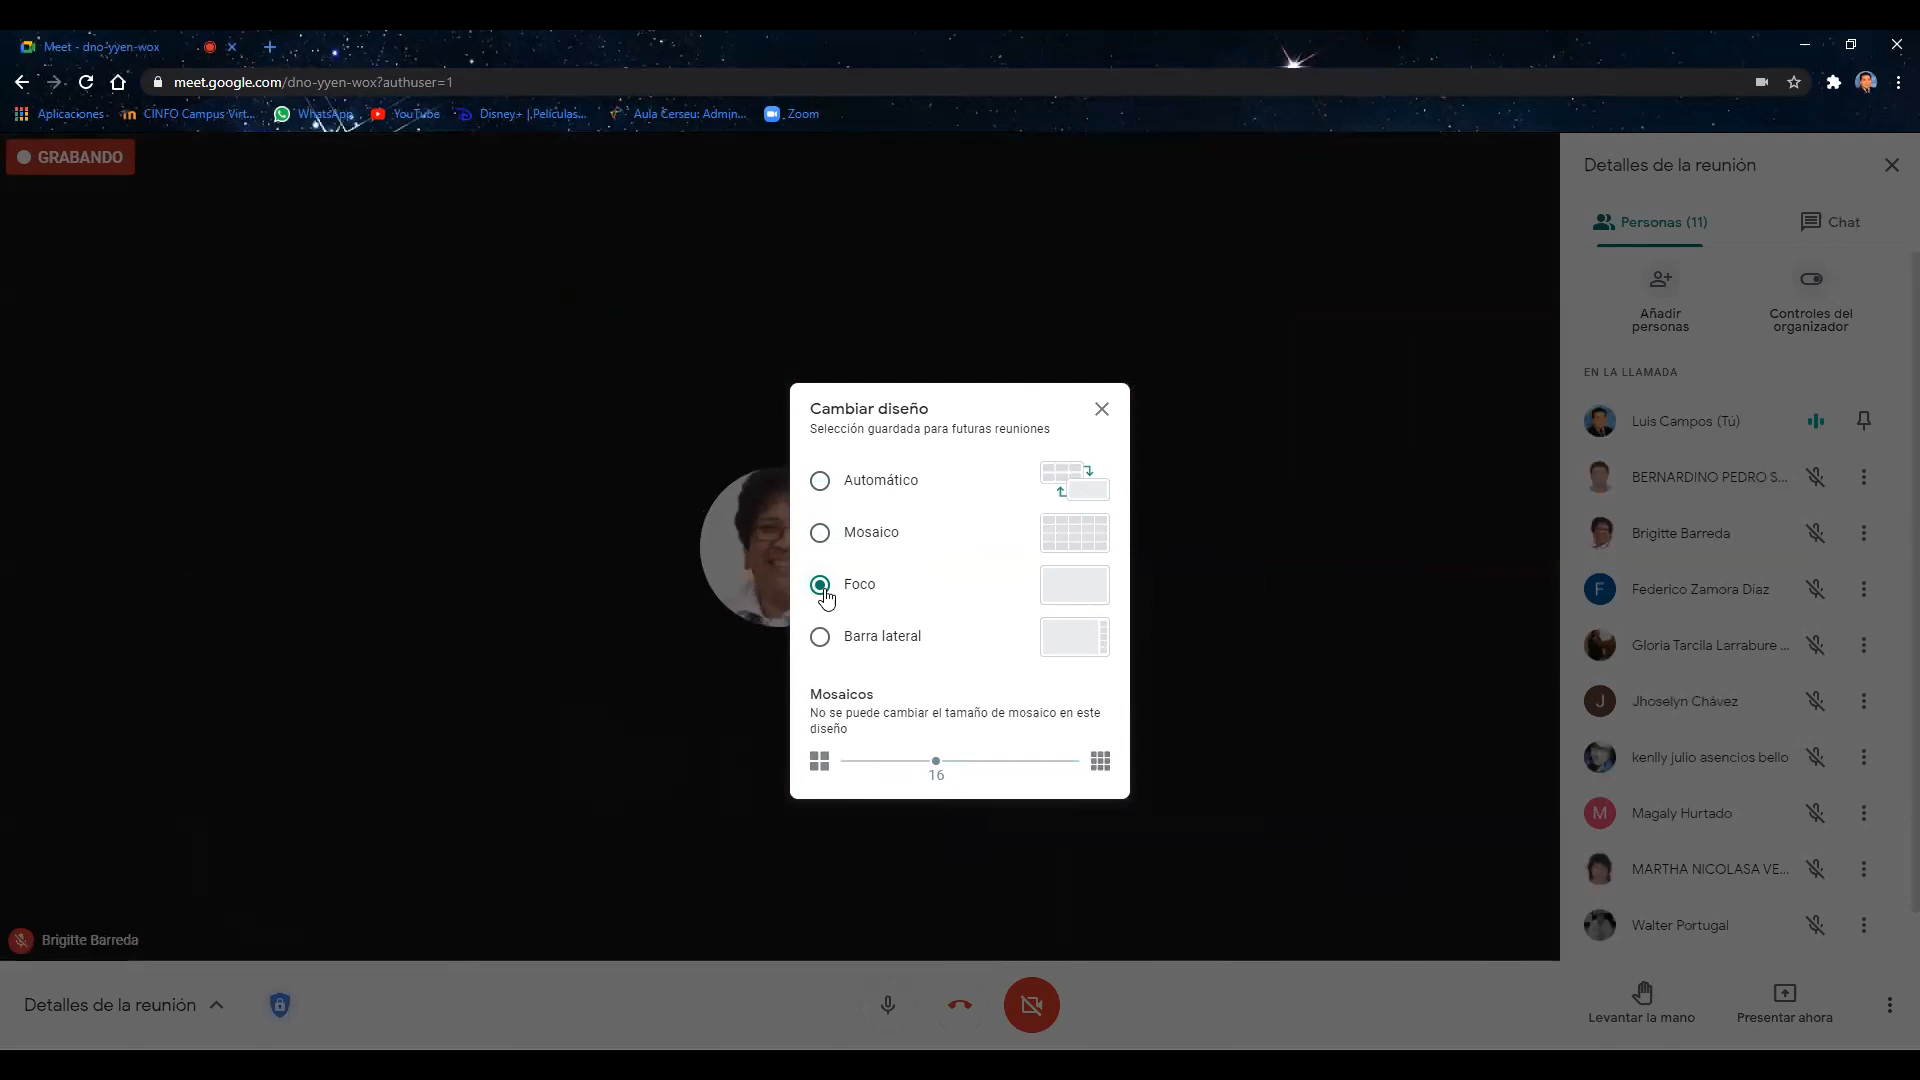 Meet - dno-yyen-wox
meet.google.com/dno-yyen-wox?authuser=1
Aplicaciones
CINFO Campus Virt...
WhatsApp
YouTube
Disney+ | Películas...
Aula Cerseu: Admin...
Zoom
GRABANDO
Cambiar diseño
Selección guardada para futuras reuniones
Automático
Mosaico
Foco
Barra lateral
Mosaicos
No se puede cambiar el tamaño de mosaico en este
diseño
16
Brigitte Barreda
Detalles de la reunión
Personas (11)
Chat
Añadir
personas
Controles del
organizador
EN LA LLAMADA
Luis Campos (Tú)
BERNARDINO PEDRO S...
Brigitte Barreda
F
Federico Zamora Diaz
Gloria Tarcila Larrabure ...
J
Jhoselyn Chávez
kenlly julio asencios bello
M
Magaly Hurtado
MARTHA NICOLASA VE...
Walter Portugal
Detalles de la reunión
Levantar la mano
Presentar ahora